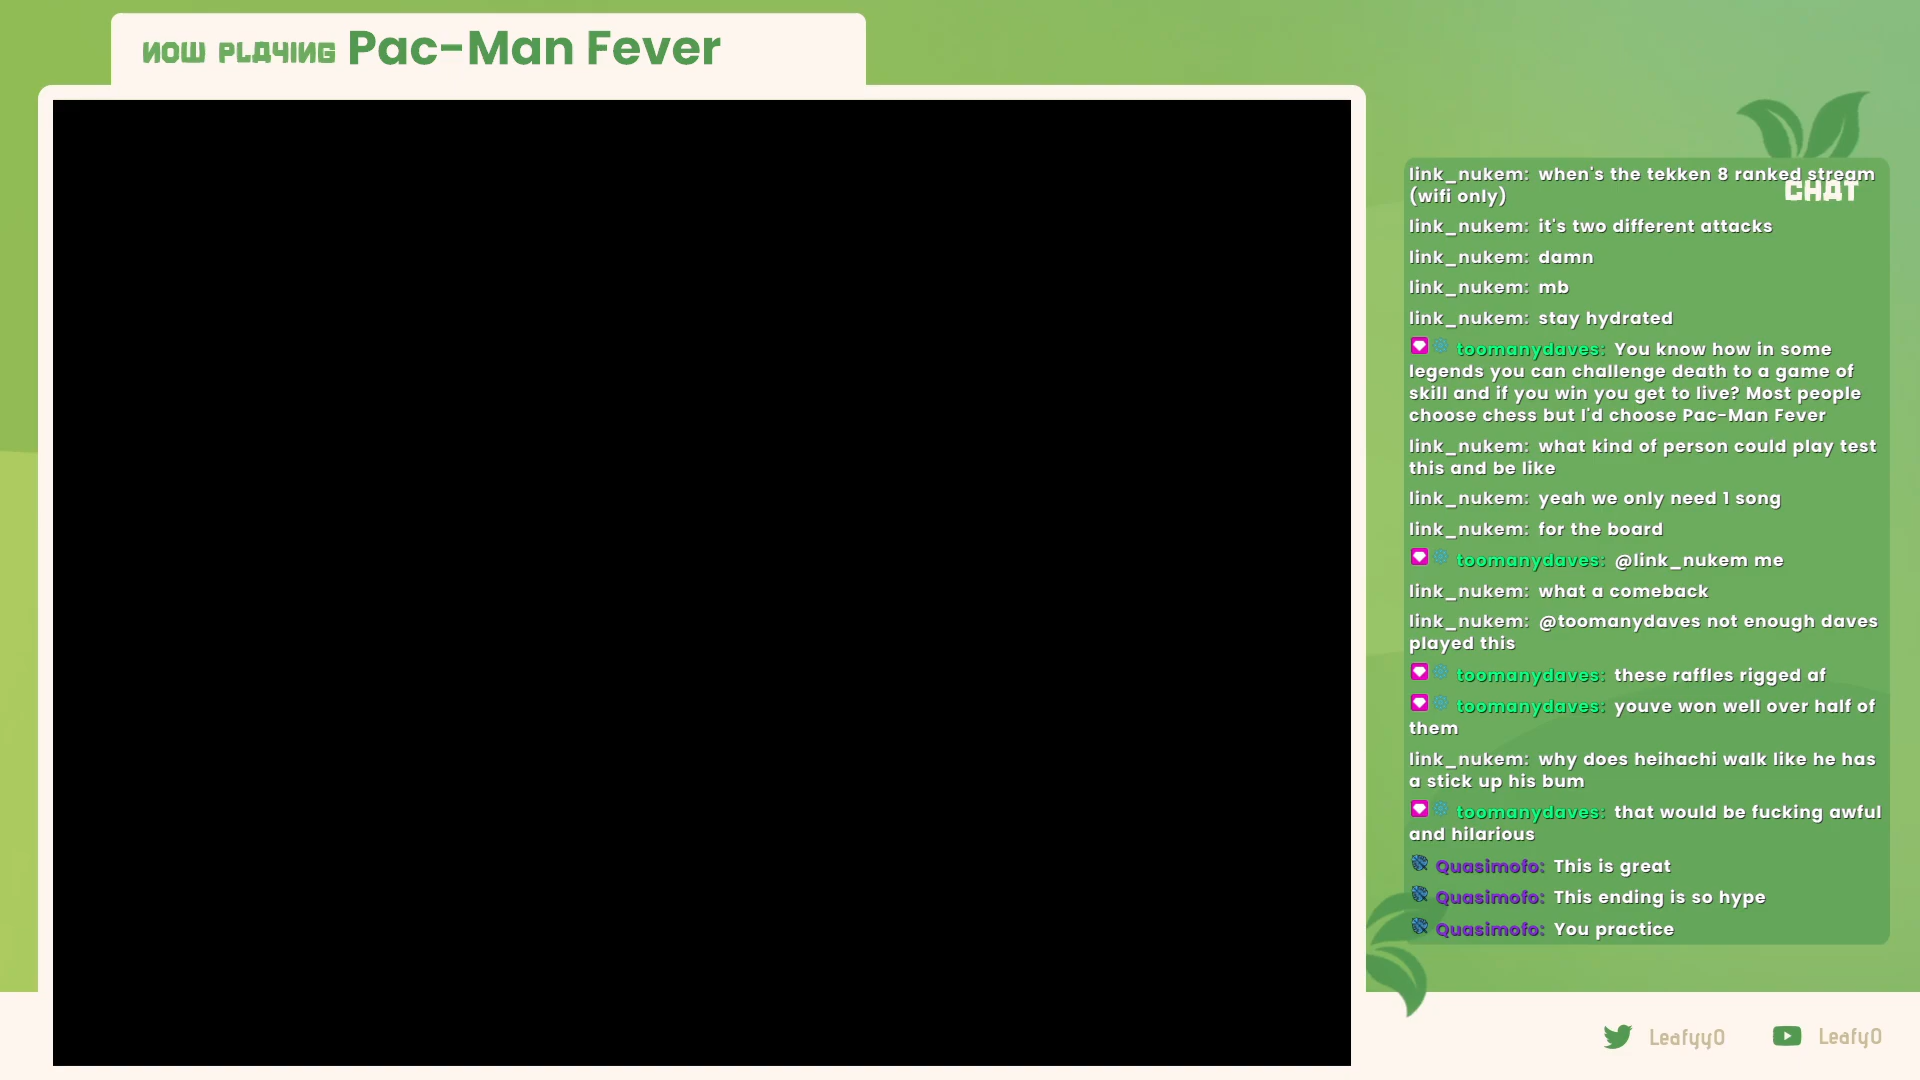 NOW PLAYING Pac-Man Fever
CHAT
link_nukem: when's the tekken 8 ranked stream
(wifi only)
link_nukem: it's two different attacks
link_nukem: damn
link_nukem: mb
link_nukem: stay hydrated
toomanydaves: You know how in some
legends you can challenge death to a game of
skill and if you win you get to live? Most people
choose chess but I'd choose Pac-Man Fever
link_nukem: what kind of person could play test
this and be like
link_nukem: yeah we only need 1 song
link_nukem: for the board
toomanydaves: @link_nukem me
link_nukem: what a comeback
link_nukem: @toomanydaves not enough daves
played this
toomanydaves: these raffles rigged af
toomanydaves: youve won well over half of
them
link_nukem: why does heihachi walk like he has
a stick up his bum
toomanydaves: that would be fucking awful
and hilarious
Quasimofo: This is great
Quasimofo: This ending is so hype
Quasimofo: You practice
LeafyyO LeafyO